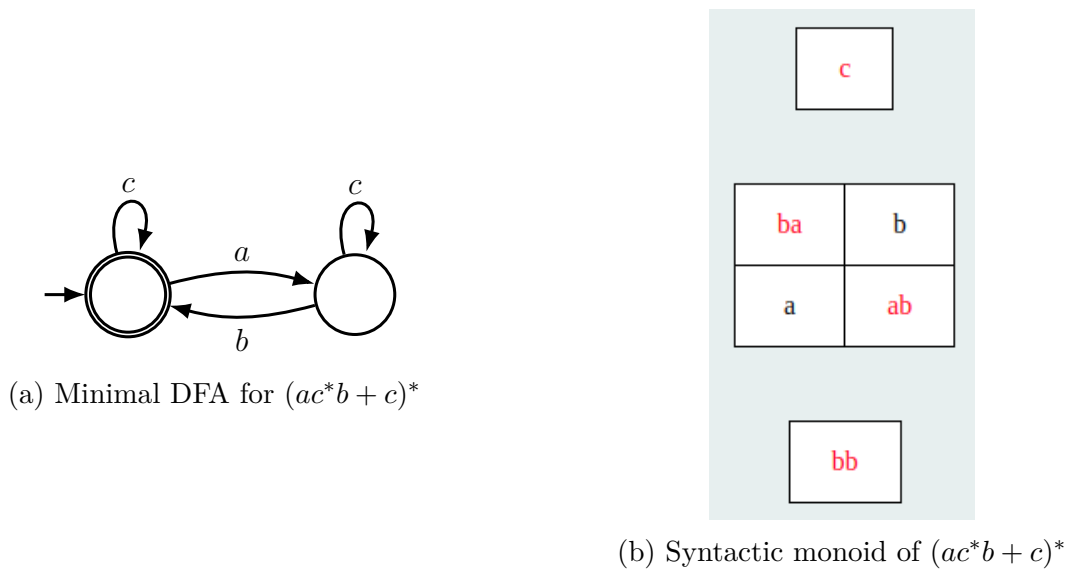 c
c
a
b
(a) Minimal DFA for (ac*b + c)*
c
ba b
a ab
bb
(b) Syntactic monoid of (ac*b + c)*